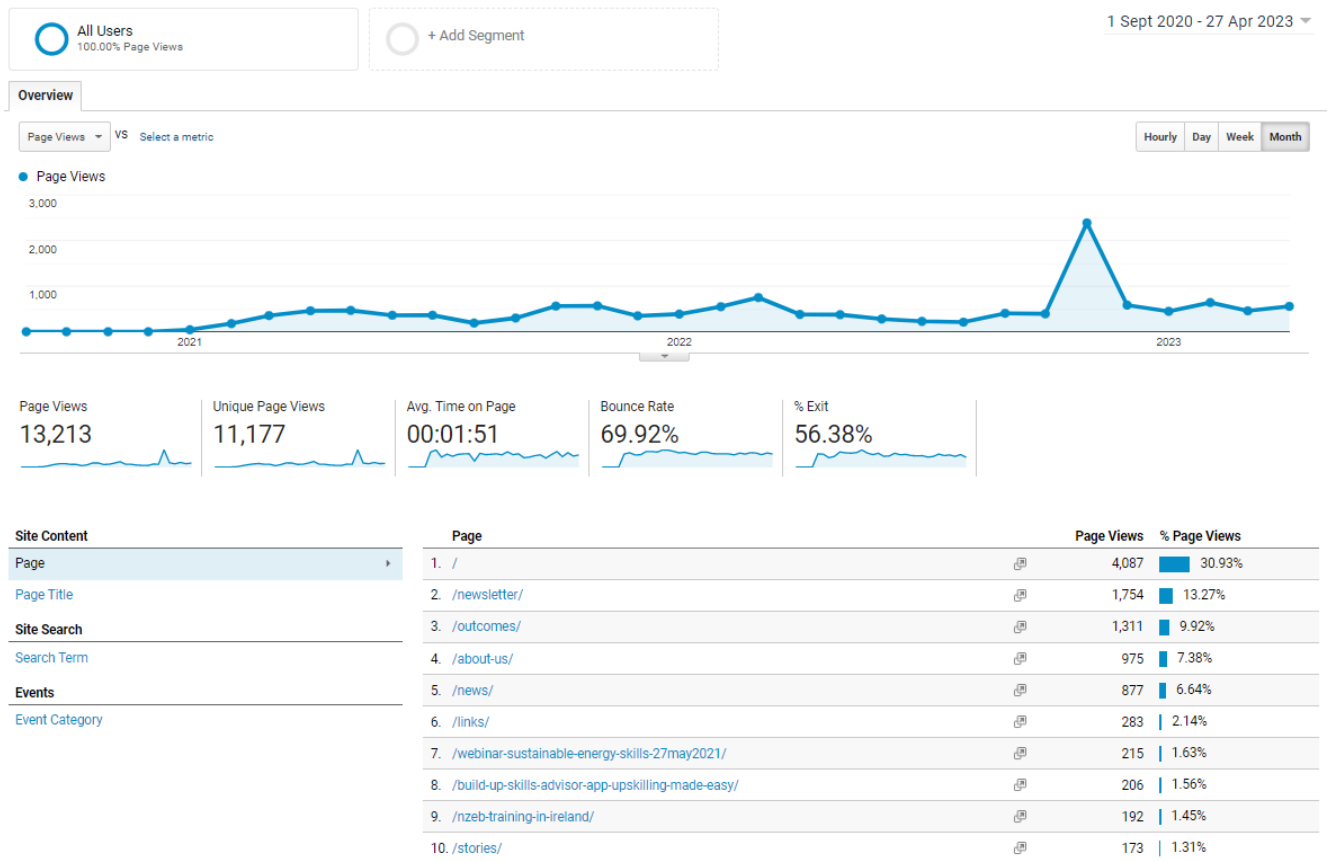 All Users
100.00% Page Views
+ Add Segment
1 Sept 2020 - 27 Apr 2023
Overview
Page Views VS Select a metric
Hourly Day Week Month
Page Views
3,000
2,000
1,000
2021 2022 2023
Page Views Unique Page Views Avg. Time on Page Bounce Rate % Exit
13,213 11,177 00:01:51 69.92% 56.38%
Site Content
Page
Page Title
Site Search
Search Term
Events
Event Category
Page Page Views % Page Views
1. / 4,087 30.93%
2. /newsletter/ 1,754 13.27%
3. /outcomes/ 1,311 9.92%
4. /about-us/ 975 7.38%
5. /news/ 877 6.64%
6. /links/ 283 2.14%
7. /webinar-sustainable-energy-skills-27may2021/ 215 1.63%
8. /build-up-skills-advisor-app-upskilling-made-easy/ 206 1.56%
9. /nzeb-training-in-ireland/ 192 1.45%
10. /stories/ 173 1.31%